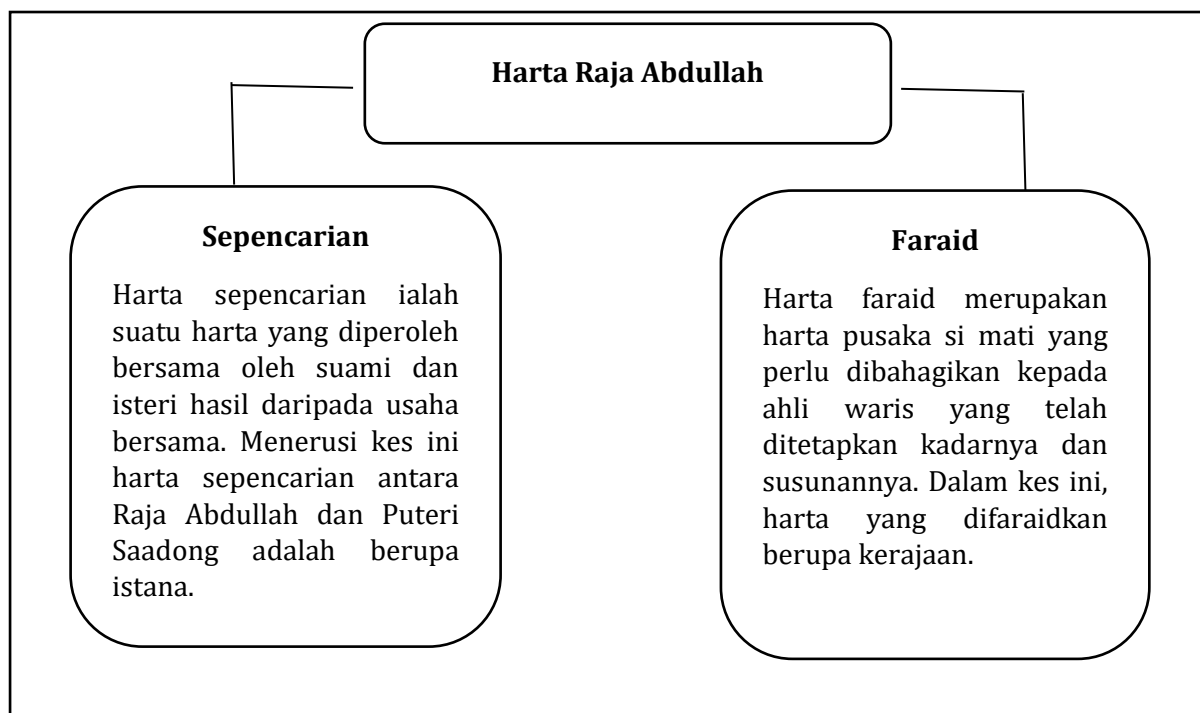 Harta Raja Abdullah
Sepencarian
Harta sepencarian ialah
suatu harta yang diperoleh
bersama oleh suami dan
isteri hasil daripada usaha
bersama. Menerusi kes ini
harta sepencarian antara
Raja Abdullah dan Puteri
Saadong adalah berupa
istana.
Faraid
Harta faraid merupakan
harta pusaka si mati yang
perlu dibahagikan kepada
ahli waris yang telah
ditetapkan kadarnya dan
susunannya. Dalam kes ini,
harta yang difaraidkan
berupa kerajaan.